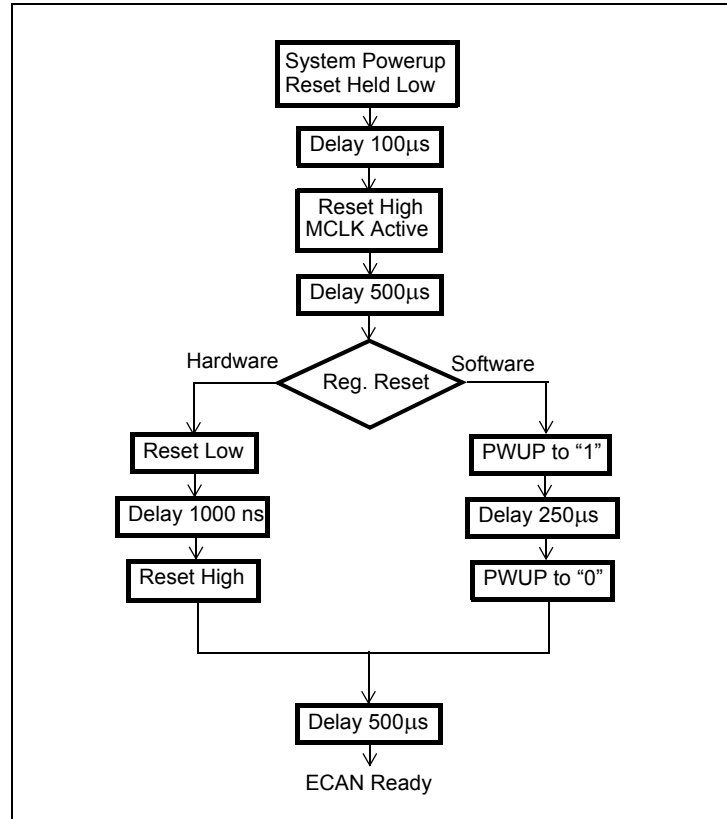 System Powerup
Reset Held Low
Delay 100μs
Reset High
MCLK Active
Delay 500μs
Hardware
Software
Reg. Reset
Reset Low
PWUP to “1”
Delay 1000 ns
Delay 250μs
Reset High
PWUP to “0”
Delay 500μs
ECAN Ready